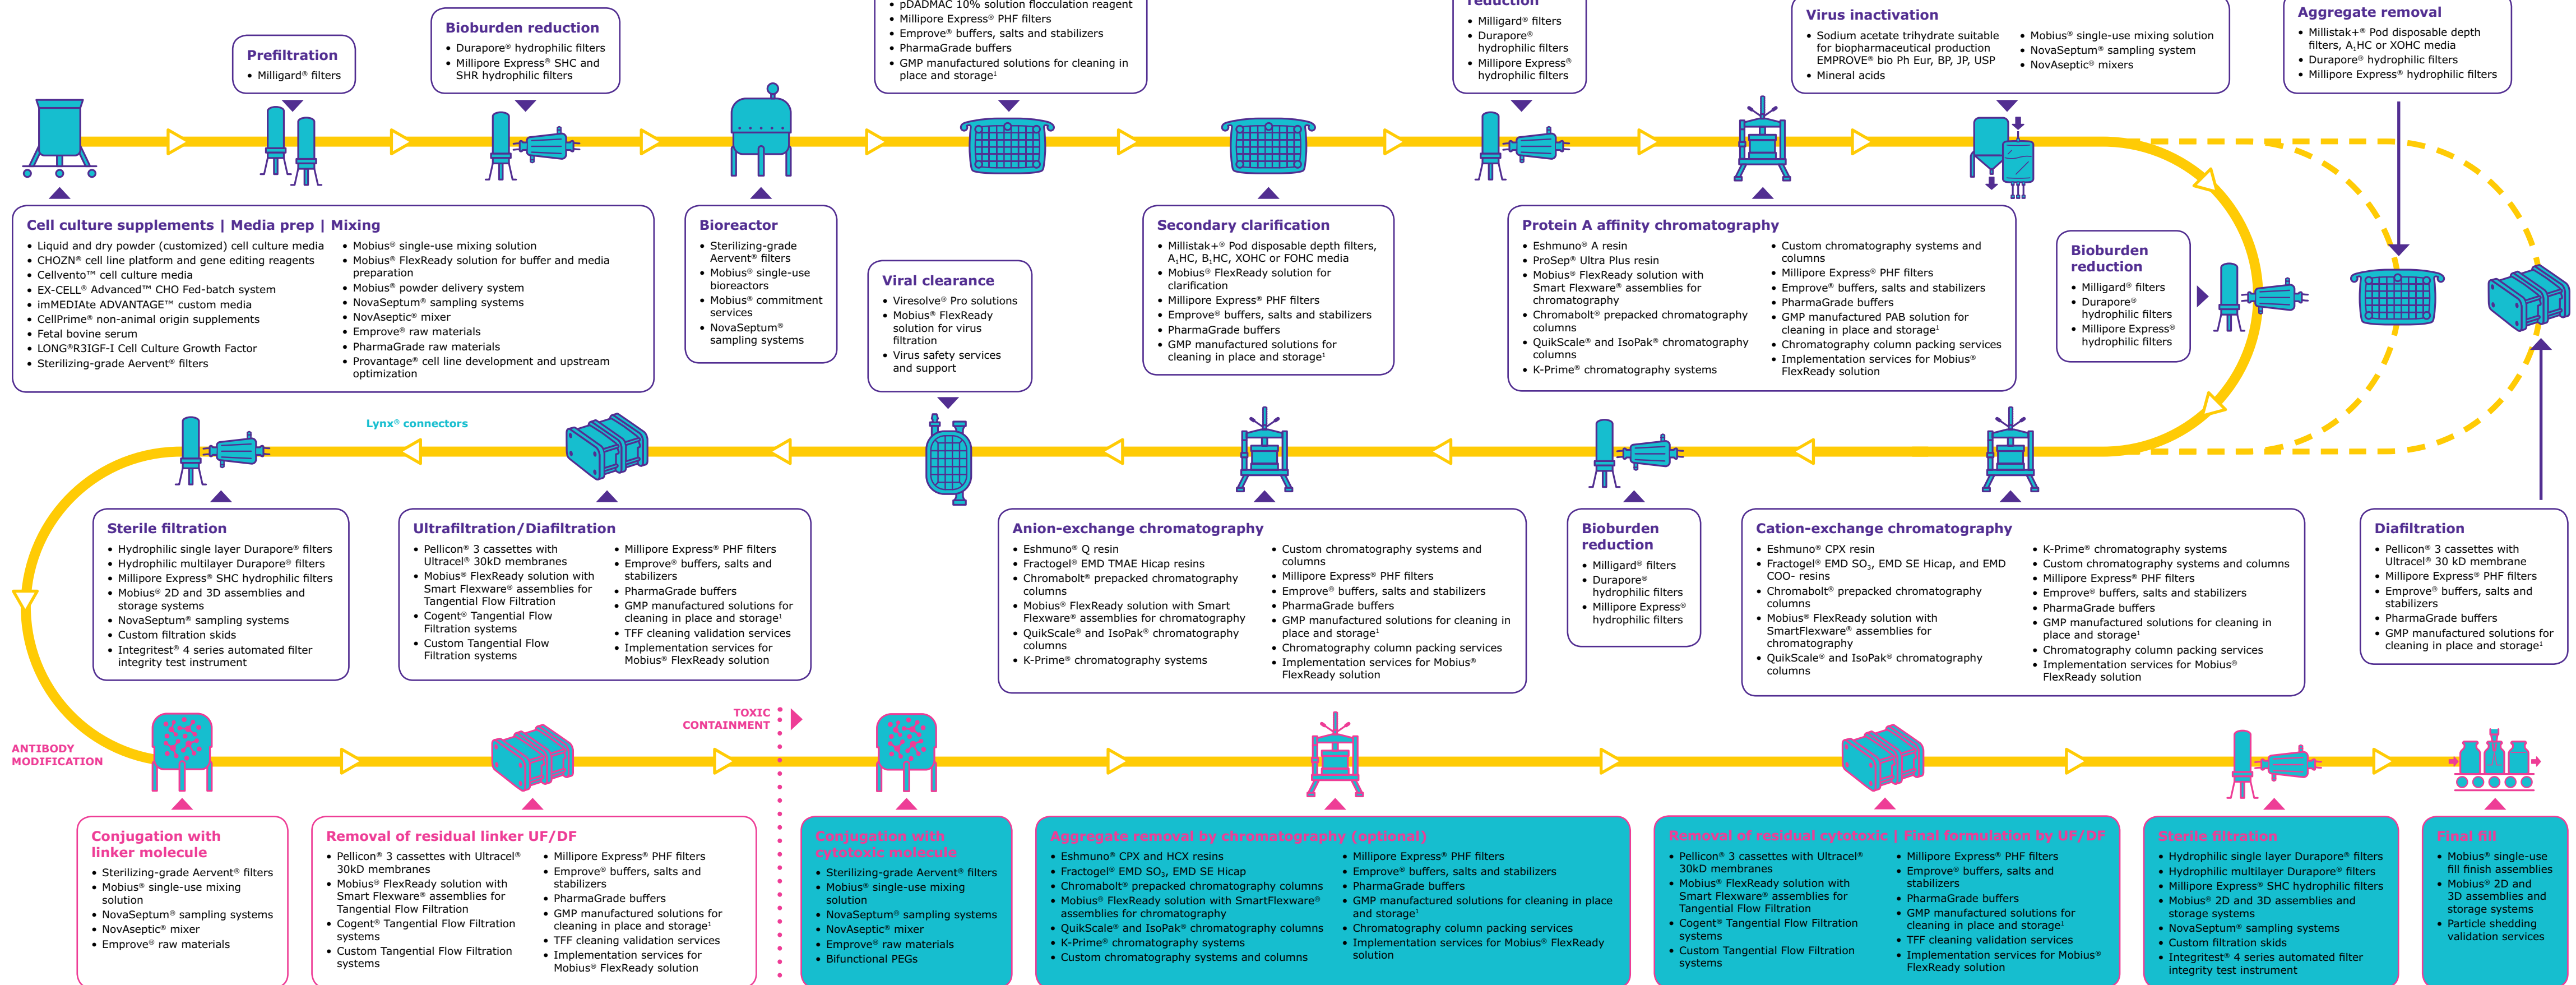 Prefiltration
• Milligard® filters
Bioburden reduction
• Durapore® hydrophilic filters
• Millipore Express® SHC and
SHR hydrophilic filters
• pDADMAC 10% solution flocculation reagent
• Millipore Express® PHF filters
• Emprove® buffers, salts and stabilizers
• PharmaGrade buffers
• GMP manufactured solutions for cleaning in
place and storage¹
reduction
• Milligard® filters
• Durapore®
hydrophilic filters
• Millipore Express®
hydrophilic filters
Virus inactivation
• Sodium acetate trihydrate suitable
for biopharmaceutical production
EMPROVE® bio Ph Eur, BP, JP, USP
• Mineral acids
• Mobius® single-use mixing solution
• NovaSeptum® sampling system
• NovAseptic® mixers
Aggregate removal
• Millistak+® Pod disposable depth
filters, A₁HC or XOHC media
• Durapore® hydrophilic filters
• Millipore Express® hydrophilic filters
Cell culture supplements | Media prep | Mixing
• Liquid and dry powder (customized) cell culture media
• CHOZN® cell line platform and gene editing reagents
• Cellvento™ cell culture media
• EX-CELL® Advanced™ CHO Fed-batch system
• imMEDIAte ADVANTAGE™ custom media
• CellPrime® non-animal origin supplements
• Fetal bovine serum
• LONG®R3IGF-I Cell Culture Growth Factor
• Sterilizing-grade Aervent® filters
• Mobius® single-use mixing solution
• Mobius® FlexReady solution for buffer and media
preparation
• Mobius® powder delivery system
• NovaSeptum® sampling systems
• NovAseptic® mixer
• Emprove® raw materials
• PharmaGrade raw materials
• Provantage® cell line development and upstream
optimization
Bioreactor
• Sterilizing-grade
Aervent® filters
• Mobius® single-use
bioreactors
• Mobius® commitment
services
• NovaSeptum®
sampling systems
Viral clearance
• Viresolve® Pro solutions
• Mobius® FlexReady
solution for virus
filtration
• Virus safety services
and support
Secondary clarification
• Millistak+® Pod disposable depth filters,
A₁HC, B₁HC, XOHC or FOHC media
• Mobius® FlexReady solution for
clarification
• Millipore Express® PHF filters
• Emprove® buffers, salts and stabilizers
• PharmaGrade buffers
• GMP manufactured solutions for
cleaning in place and storage¹
Protein A affinity chromatography
• Eshmuno® A resin
• ProSep® Ultra Plus resin
• Mobius® FlexReady solution with
Smart Flexware® assemblies for
chromatography
• Chromabolt® prepacked chromatography
columns
• QuikScale® and IsoPak® chromatography
columns
• K-Prime® chromatography systems
• Custom chromatography systems and
columns
• Millipore Express® PHF filters
• Emprove® buffers, salts and stabilizers
• PharmaGrade buffers
• GMP manufactured PAB solution for
cleaning in place and storage¹
• Chromatography column packing services
• Implementation services for Mobius®
FlexReady solution
Bioburden
reduction
• Milligard® filters
• Durapore®
hydrophilic filters
• Millipore Express®
hydrophilic filters
Lynx® connectors
Sterile filtration
• Hydrophilic single layer Durapore® filters
• Hydrophilic multilayer Durapore® filters
• Millipore Express® SHC hydrophilic filters
• Mobius® 2D and 3D assemblies and
storage systems
• NovaSeptum® sampling systems
• Custom filtration skids
• Integritest® 4 series automated filter
integrity test instrument
Ultrafiltration/Diafiltration
• Pellicon® 3 cassettes with
Ultracel® 30kD membranes
• Mobius® FlexReady solution with
Smart Flexware® assemblies for
Tangential Flow Filtration
• Cogent® Tangential Flow
Filtration systems
• Custom Tangential Flow
Filtration systems
• Millipore Express® PHF filters
• Emprove® buffers, salts and
stabilizers
• PharmaGrade buffers
• GMP manufactured solutions for
cleaning in place and storage¹
• TFF cleaning validation services
• Implementation services for
Mobius® FlexReady solution
Anion-exchange chromatography
• Eshmuno® Q resin
• Fractogel® EMD TMAE Hicap resins
• Chromabolt® prepacked chromatography
columns
• Mobius® FlexReady solution with Smart
Flexware® assemblies for chromatography
• QuikScale® and IsoPak® chromatography
columns
• K-Prime® chromatography systems
• Custom chromatography systems and
columns
• Millipore Express® PHF filters
• Emprove® buffers, salts and stabilizers
• PharmaGrade buffers
• GMP manufactured solutions for cleaning in
place and storage¹
• Chromatography column packing services
• Implementation services for Mobius®
FlexReady solution
Bioburden
reduction
• Milligard® filters
• Durapore®
hydrophilic filters
• Millipore Express®
hydrophilic filters
Cation-exchange chromatography
• Eshmuno® CPX resin
• Fractogel® EMD SO₃, EMD SE Hicap, and EMD
COO- resins
• Chromabolt® prepacked chromatography
columns
• Mobius® FlexReady solution with
SmartFlexware® assemblies for
chromatography
• QuikScale® and IsoPak® chromatography
columns
• K-Prime® chromatography systems
• Custom chromatography systems and columns
• Millipore Express® PHF filters
• Emprove® buffers, salts and stabilizers
• PharmaGrade buffers
• GMP manufactured solutions for cleaning in
place and storage¹
• Chromatography column packing services
• Implementation services for Mobius®
FlexReady solution
Diafiltration
• Pellicon® 3 cassettes with
Ultracel® 30 kD membrane
• Millipore Express® PHF filters
• Emprove® buffers, salts and
stabilizers
• PharmaGrade buffers
• GMP manufactured solutions for
cleaning in place and storage¹
ANTIBODY
MODIFICATION
TOXIC
CONTAINMENT
Conjugation with
linker molecule
• Sterilizing-grade Aervent® filters
• Mobius® single-use mixing
solution
• NovaSeptum® sampling systems
• NovAseptic® mixer
• Emprove® raw materials
Removal of residual linker UF/DF
• Pellicon® 3 cassettes with Ultracel®
30kD membranes
• Mobius® FlexReady solution with
Smart Flexware® assemblies for
Tangential Flow Filtration
• Cogent® Tangential Flow Filtration
systems
• Custom Tangential Flow Filtration
systems
• Millipore Express® PHF filters
• Emprove® buffers, salts and
stabilizers
• PharmaGrade buffers
• GMP manufactured solutions for
cleaning in place and storage¹
• TFF cleaning validation services
• Implementation services for
Mobius® FlexReady solution
Conjugation with
cytotoxic molecule
• Sterilizing-grade Aervent® filters
• Mobius® single-use mixing
solution
• NovaSeptum® sampling systems
• NovAseptic® mixer
• Emprove® raw materials
• Bifunctional PEGs
Aggregate removal by chromatography (optional)
• Eshmuno® CPX and HCX resins
• Fractogel® EMD SO₃, EMD SE Hicap
• Chromabolt® prepacked chromatography columns
• Mobius® FlexReady solution with SmartFlexware®
assemblies for chromatography
• QuikScale® and IsoPak® chromatography columns
• K-Prime® chromatography systems
• Custom chromatography systems and columns
• Millipore Express® PHF filters
• Emprove® buffers, salts and stabilizers
• PharmaGrade buffers
• GMP manufactured solutions for cleaning in place
and storage¹
• Chromatography column packing services
• Implementation services for Mobius® FlexReady
solution
Removal of residual cytotoxic | Final formulation by UF/DF
• Pellicon® 3 cassettes with Ultracel®
30kD membranes
• Mobius® FlexReady solution with
Smart Flexware® assemblies for
Tangential Flow Filtration
• Cogent® Tangential Flow Filtration
systems
• Custom Tangential Flow Filtration
systems
• Millipore Express® PHF filters
• Emprove® buffers, salts and
stabilizers
• PharmaGrade buffers
• GMP manufactured solutions for
cleaning in place and storage¹
• TFF cleaning validation services
• Implementation services for Mobius®
FlexReady solution
Sterile filtration
• Hydrophilic single layer Durapore® filters
• Hydrophilic multilayer Durapore® filters
• Millipore Express® SHC hydrophilic filters
• Mobius® 2D and 3D assemblies and
storage systems
• NovaSeptum® sampling systems
• Custom filtration skids
• Integritest® 4 series automated filter
integrity test instrument
Final fill
• Mobius® single-use
fill finish assemblies
• Mobius® 2D and
3D assemblies and
storage systems
• Particle shedding
validation services